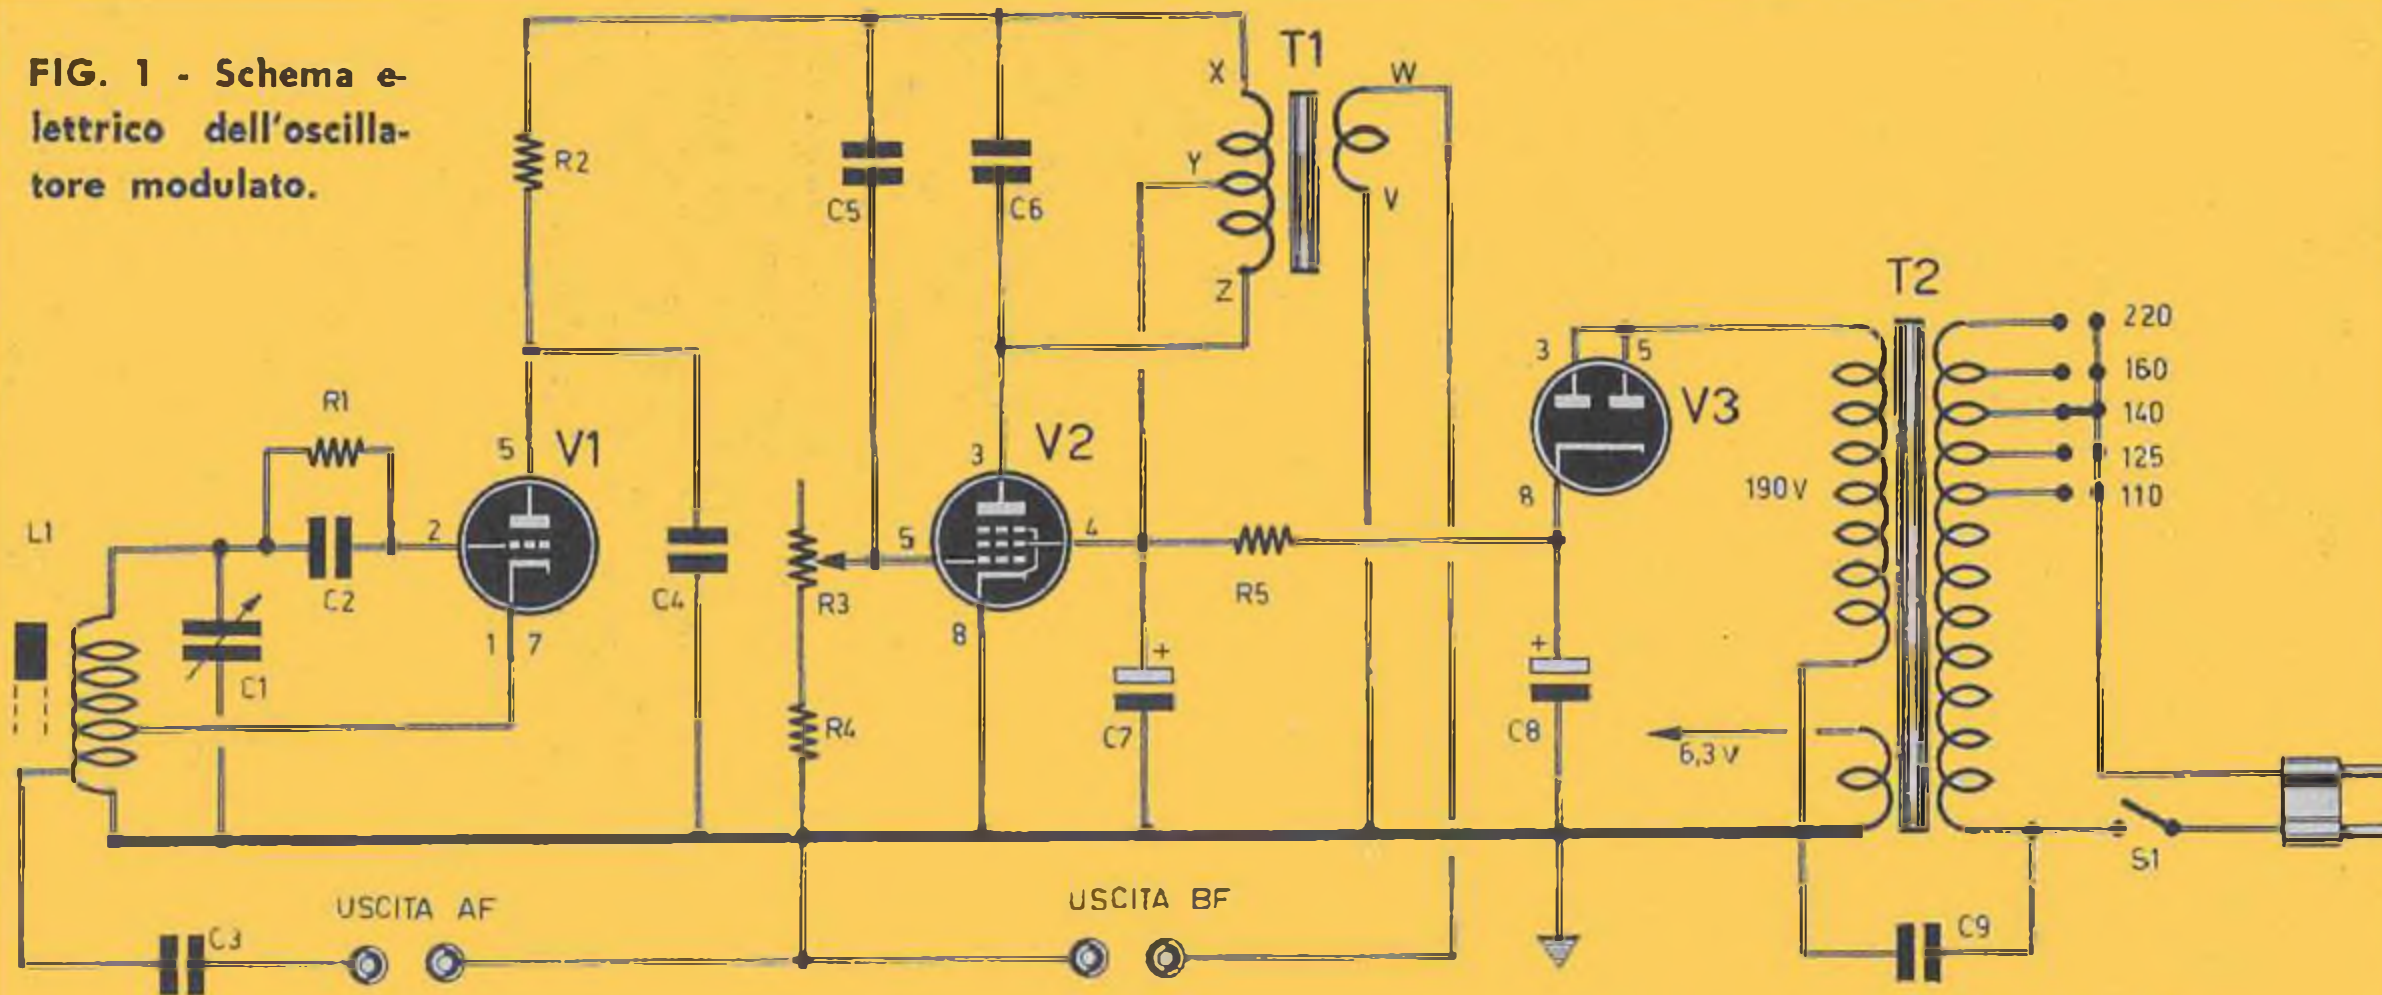 FIG. 1 - Schema e-
lettrico dell'oscilla-
tore modulato.
R2
C5
C6
X
Y
Z
T1
W
V
T2
220
160
140
125
110
190 V
6,3 V
3
5
V3
8
R1
5
V1
2
1
7
L1
C2
C1
C4
3
V2
5
4
8
R3
R4
R5
+
C7
+
C8
S1
C9
C3
USCITA AF
USCITA BF